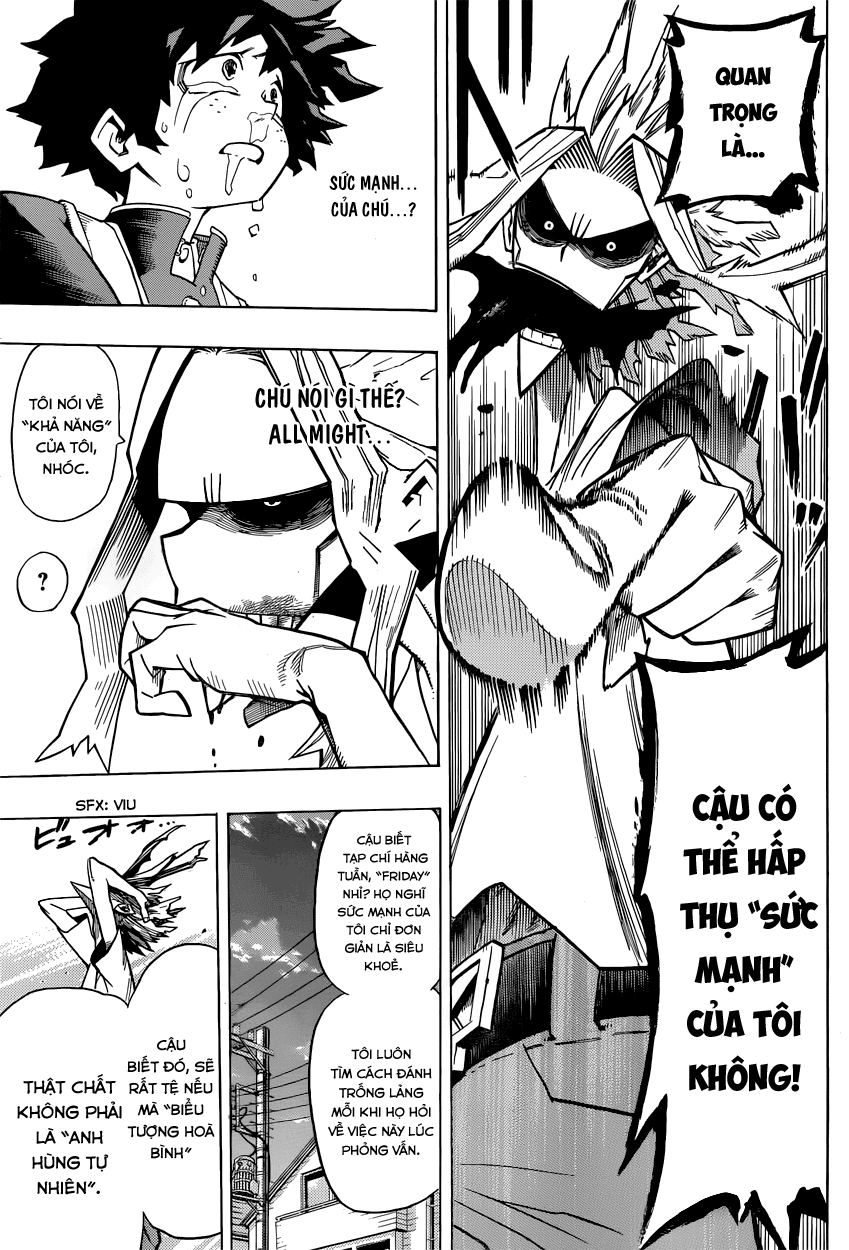 QUAN
TRỌNG
LÀ...
CẬU CÓ
THỂ HẤP
THỤ “SỨC
MẠNH”
CỦA TÔI
KHÔNG!
SỨC MẠNH...
CỦA CHÚ...?
CHÚ NÓI GÌ THẾ?
ALL MIGHT...
TÔI NÓI VỀ
“KHẢ NĂNG”
CỦA TÔI,
NHÓC.
?
CẬU BIẾT
TẠP CHÍ HÀNG
TUẦN, “FRIDAY”
NHỈ? HỌ NGHĨ
SỨC MẠNH CỦA
TÔI CHỈ ĐƠN
GIẢN LÀ SIÊU
KHOẺ.
TÔI LUÔN
TÌM CÁCH ĐÁNH
TRỐNG LẢNG
MỖI KHI HỌ HỎI
VỀ VIỆC NÀY LÚC
PHỎNG VẤN.
SFX: VIU
ビュオオ...
CẬU
BIẾT ĐÓ, SẼ
RẤT TỆ NẾU
MÀ “BIỂU
TƯỢNG HOÀ
BÌNH”
THẬT CHẤT
KHÔNG PHẢI
LÀ “ANH
HÙNG TỰ
NHIÊN”.